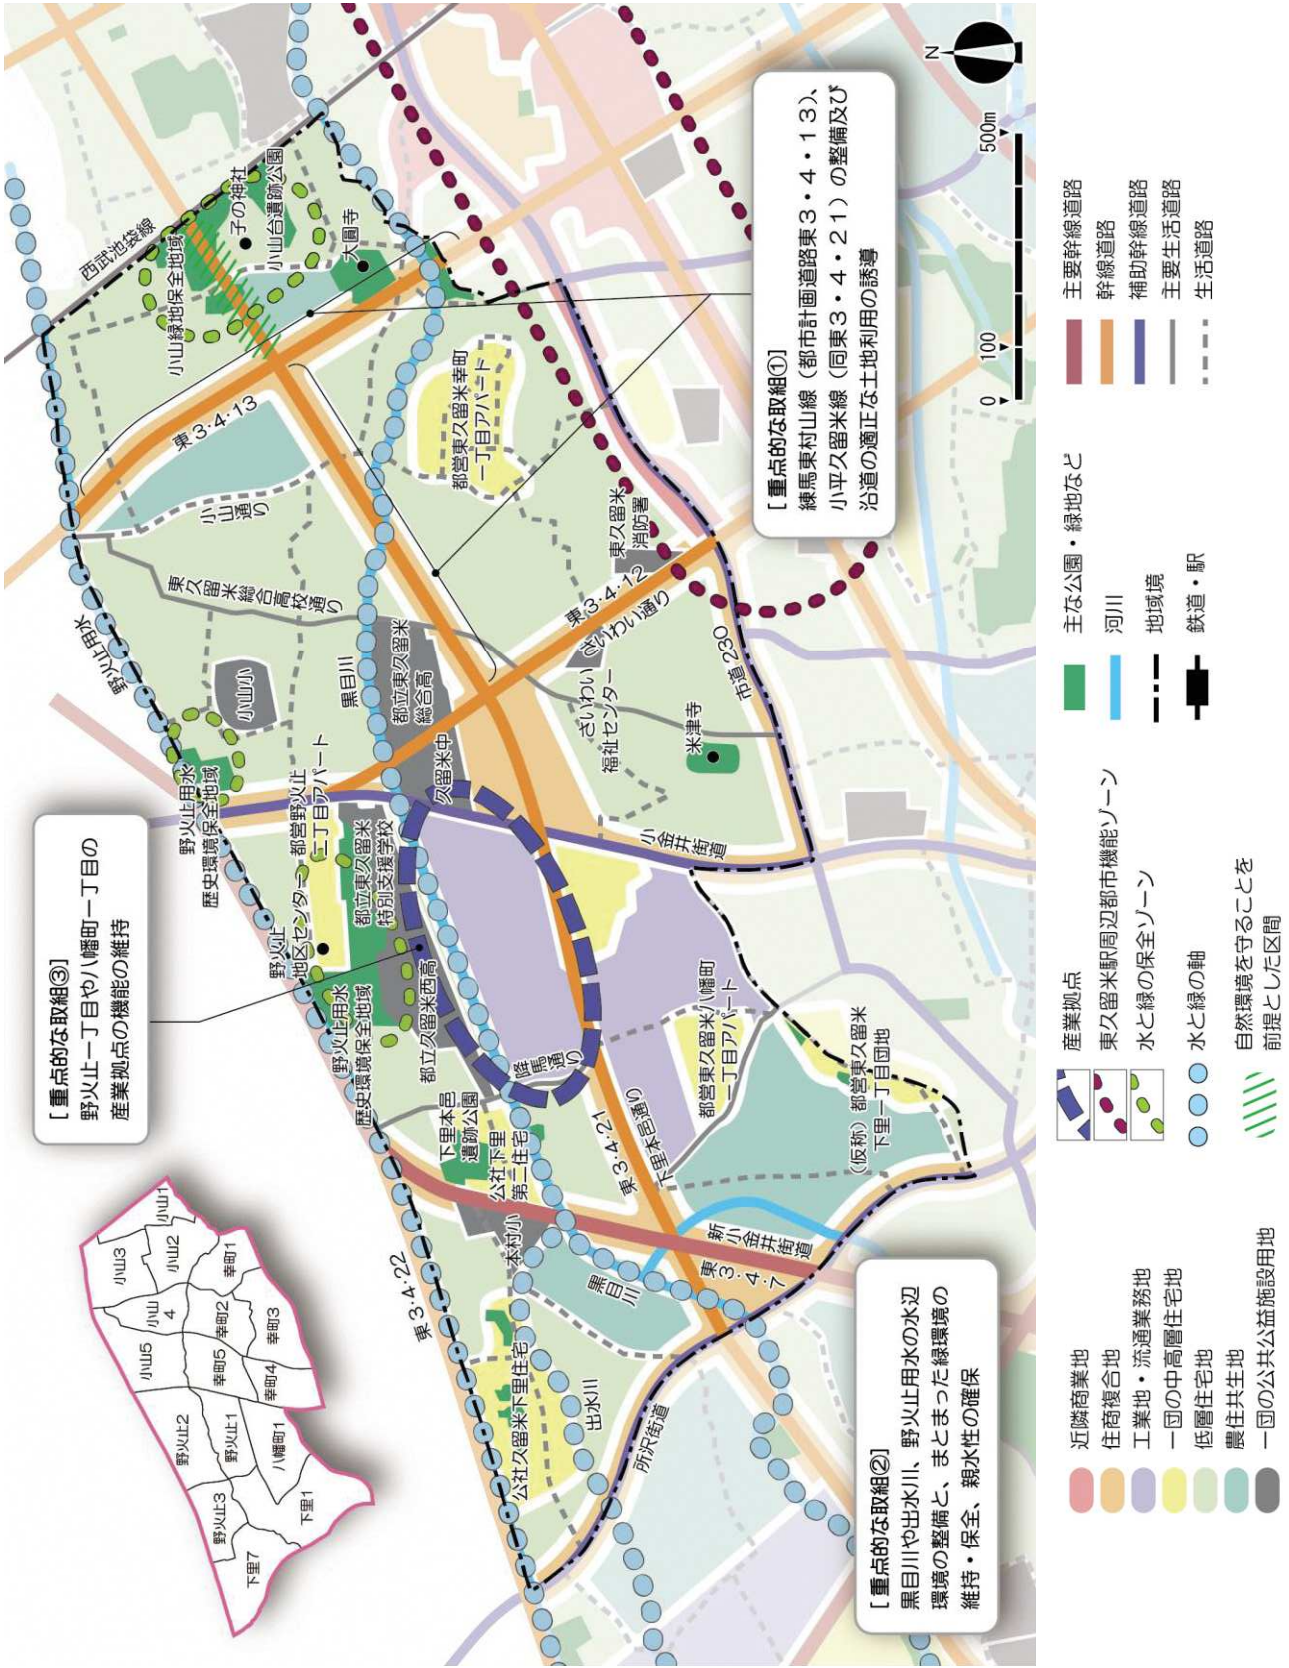 [重点的な取組③]
野火止一丁目や八幡町一丁目の
産業拠点の機能の維持
小山3
小山1
小山2
小山
4
小山5
幸町1
幸町2
幸町3
幸町5
幸町4
野火止2
野火止1
八幡町1
野火止3
下里1
下里7
西武池袋線
小山緑地保全地域
子の神社
小山台遺跡公園
大圓寺
東3・4・13
小山
通り
東久留米総合高校通り
野火止用水
小山小
黒目川
都立東久留米
総合高
都営東久留米幸町
一丁目アパート
東久留米
消防署
東3・4・12
さいわい通り
さいわい
福祉センター
米津寺
市道230
久留米中
小金井
街道
野火止用水
歴史環境保全地域
都営野火止
二丁目アパート
野火止
地区センター
都立東久留米
特別支援学校
野火止用水
歴史環境保全地域
都立久留米西高
降馬通り
下里本邑
遺跡公園
公社下里
第二住宅
都営東久留米八幡町
一丁目アパート
東3・4・21
下里本邑通り
(仮称)都営東久留米
下里一丁目団地
東3・4・22
本村小
新小金井街道
東3・4・7
黒目川
公社久留米下里住宅
出水川
所沢街道
[重点的な取組①]
練馬東村山線(都市計画道路東3・4・13)、
小平久留米線(同東3・4・21)の整備及び
沿道の適正な土地利用の誘導
[重点的な取組②]
黒目川や出水川、野火止用水の水辺
環境の整備と、まとまった緑環境の
維持・保全、親水性の確保
N
0
100
500m
近隣商業地
住商複合地
工業地・流通業務地
一団の中高層住宅地
低層住宅地
農住共生地
一団の公共公益施設用地
産業拠点
東久留米駅周辺都市機能ゾーン
水と緑の保全ゾーン
水と緑の軸
自然環境を守ることを
前提とした区間
主な公園・緑地など
河川
地域境
鉄道・駅
主要幹線道路
幹線道路
補助幹線道路
主要生活道路
生活道路